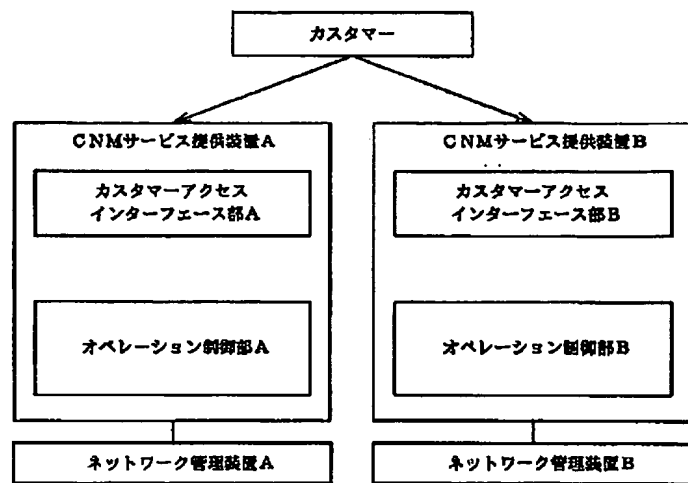 カスタマー
CNMサービス提供装置A
カスタマーアクセス
インターフェース部A
オペレーション制御部A
ネットワーク管理装置A
CNMサービス提供装置B
カスタマーアクセス
インターフェース部B
オペレーション制御部B
ネットワーク管理装置B